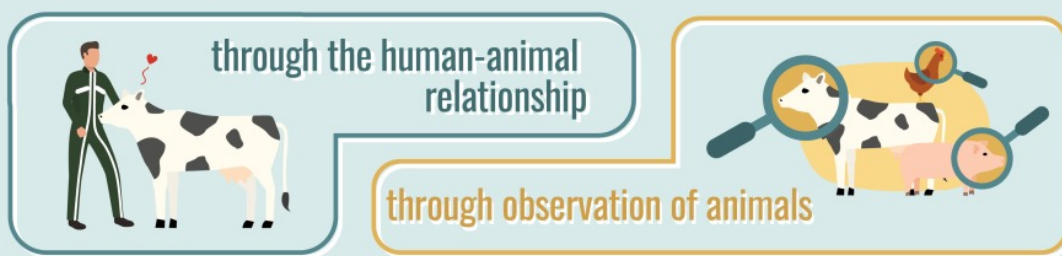 through the human-animal
relationship
through observation of animals